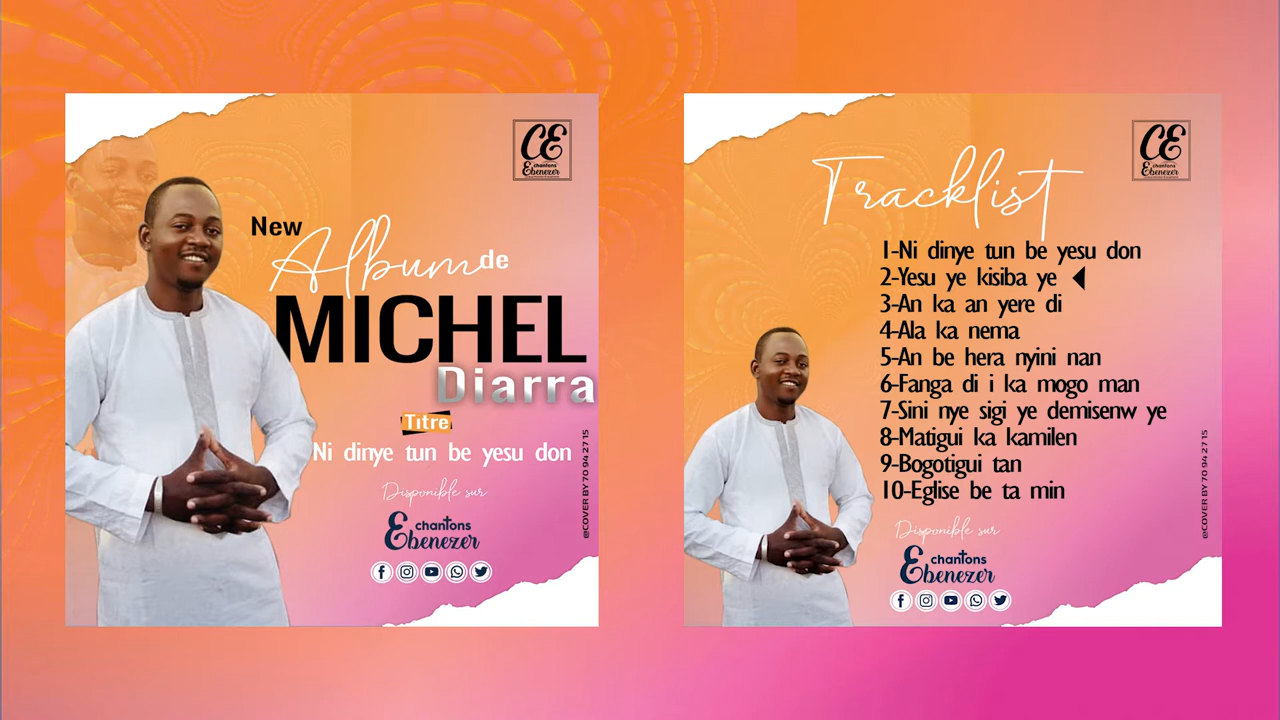 CE
chantons
Ebenezer
New
Album de
MICHEL
Diarra
Titre
Ni dinye tun be yesu don
Disponible sur
chantons
Ebenezer
@COVER BY 70 94 27 15
CE
chantons
Ebenezer
Tracklist
1-Ni dinye tun be yesu don
2-Yesu ye kisiba ye
3-An ka an yere di
4-Ala ka nema
5-An be hera nyini nan
6-Fanga di i ka mogo man
7-Sini nye sigi ye demisenw ye
8-Matigui ka kamilen
9-Bogotigui tan
10-Eglise be ta min
Disponible sur
chantons
Ebenezer
@COVER BY 70 94 27 15